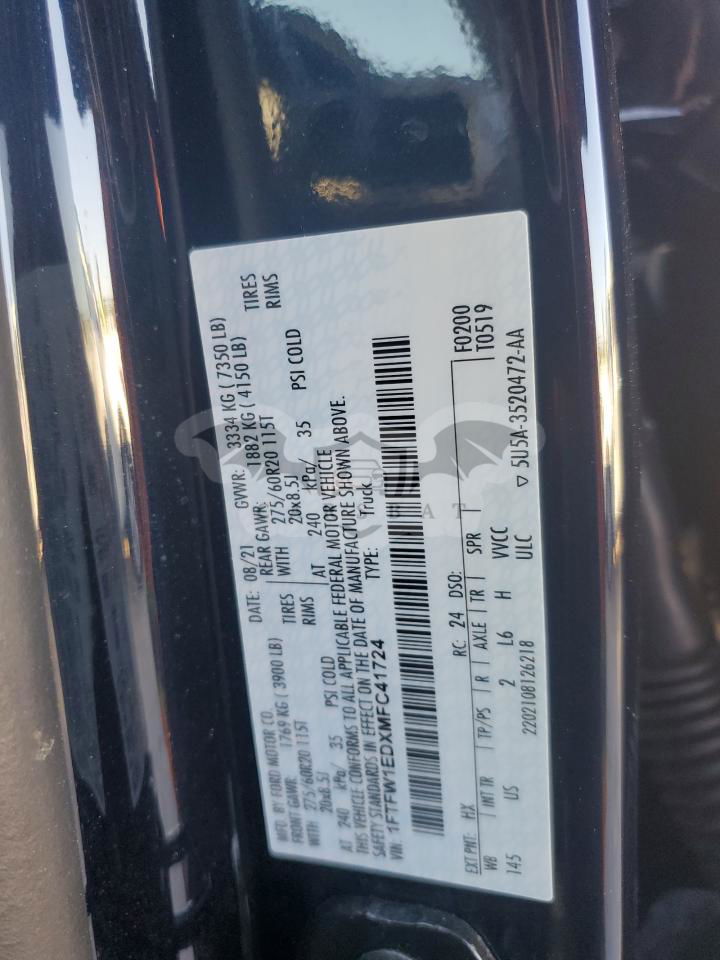 MFD. BY FORD MOTOR CO. DATE: 08/21 GVWR: 3334 KG ( 7350 LB)
FRONT GAWR: 1769 KG ( 3900 LB) REAR GAWR: 1882 KG ( 4150 LB)
WITH 275/60R20 115T TIRES WITH 275/60R20 115T TIRES
20x8.5J RIMS 20x8.5J RIMS
AT 240 kPa/ 35 PSI COLD AT 240 kPa/ 35 PSI COLD
THIS VEHICLE CONFORMS TO ALL APPLICABLE FEDERAL MOTOR VEHICLE
SAFETY STANDARDS IN EFFECT ON THE DATE OF MANUFACTURE SHOWN ABOVE.
VIN: 1FTFW1EDXMFC41724 TYPE: Truck
EXT PNT: HX RC: 24 DSO: F0200
WB INT TR TP/PS R AXLE TR SPR T0519
145 US 2 L6 H VVCC
2202108126218 ULC 5U5A-3520472-AA